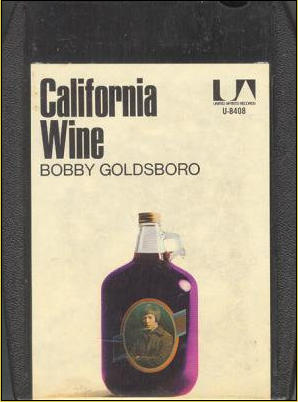 California
Wine
BOBBY GOLDSBORO
UA
UNITED ARTISTS RECORDS
U-8408